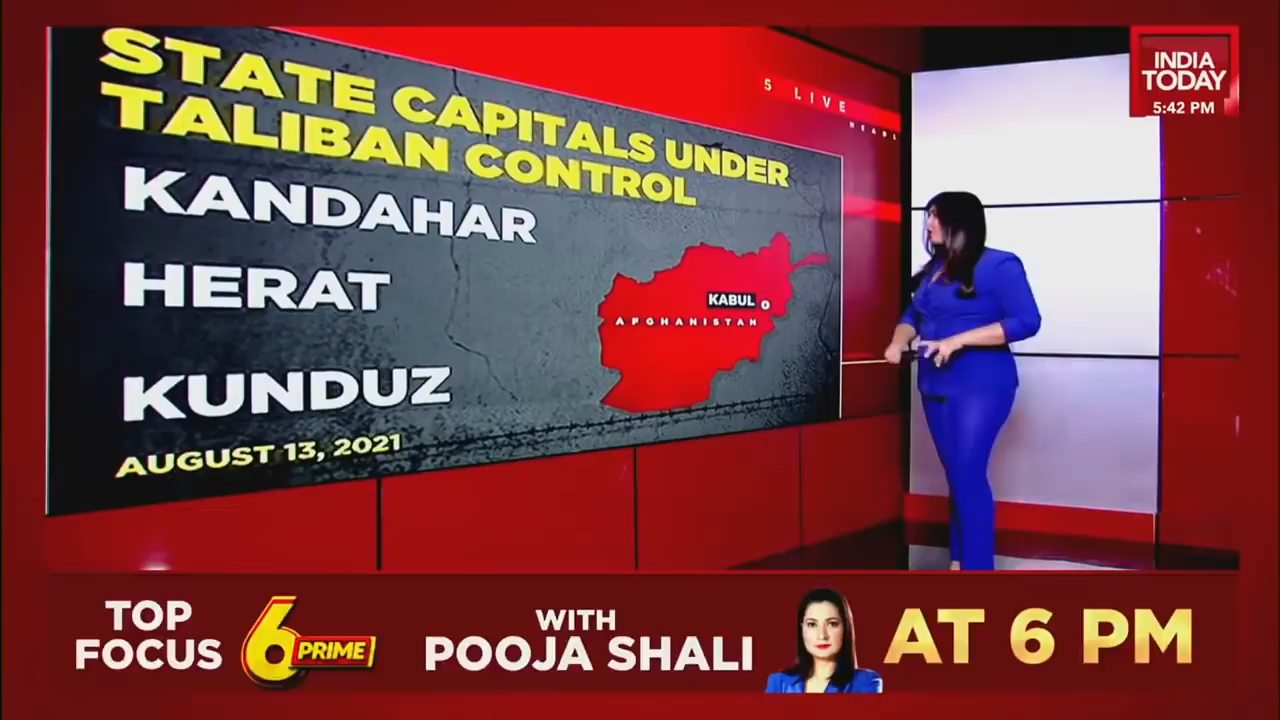 STATE CAPITALS UNDER
TALIBAN CONTROL
KANDAHAR
HERAT
KUNDUZ
AUGUST 13, 2021
KABUL
AFGHANISTAN
5 LIVE
INDIA
TODAY
5:42 PM
TOP
FOCUS
6
PRIME
WITH
POOJA SHALI
AT 6 PM